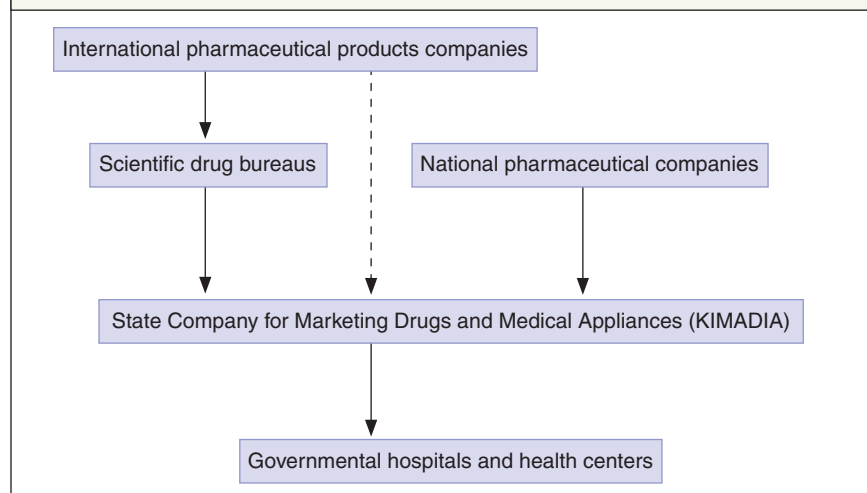 International pharmaceutical products companies
Scientific drug bureaus
National pharmaceutical companies
State Company for Marketing Drugs and Medical Appliances (KIMADIA)
Governmental hospitals and health centers